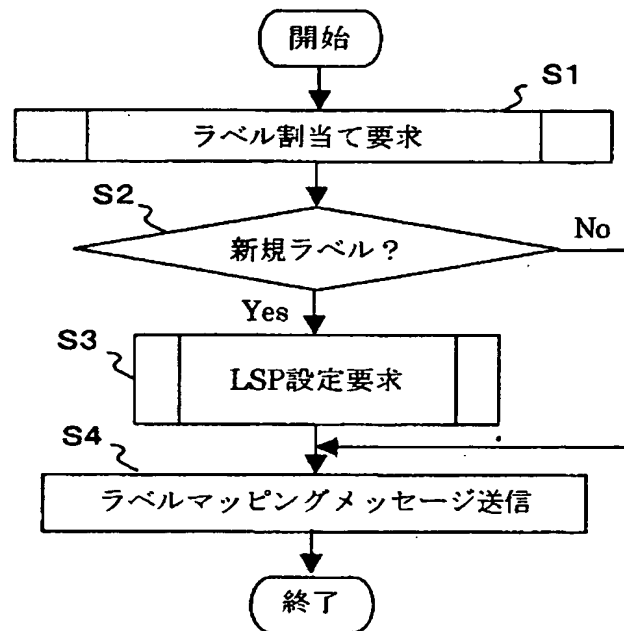 開始
S1
ラベル割当て要求
S2
新規ラベル？
No
Yes
S3
LSP設定要求
S4
ラベルマッピングメッセージ送信
終了